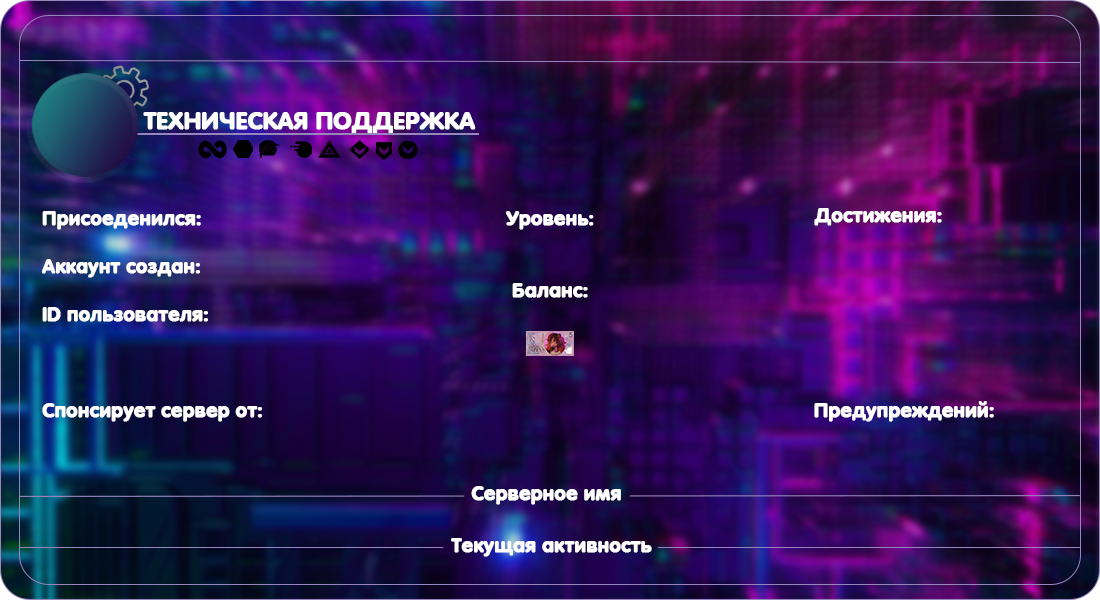 ТЕХНИЧЕСКАЯ ПОДДЕРЖКА
Присоеденился:
Уровень:
Достижения:
Аккаунт создан:
Баланс:
ID пользователя:
Спонсирует сервер от:
Предупреждений:
Серверное имя
Текущая активность